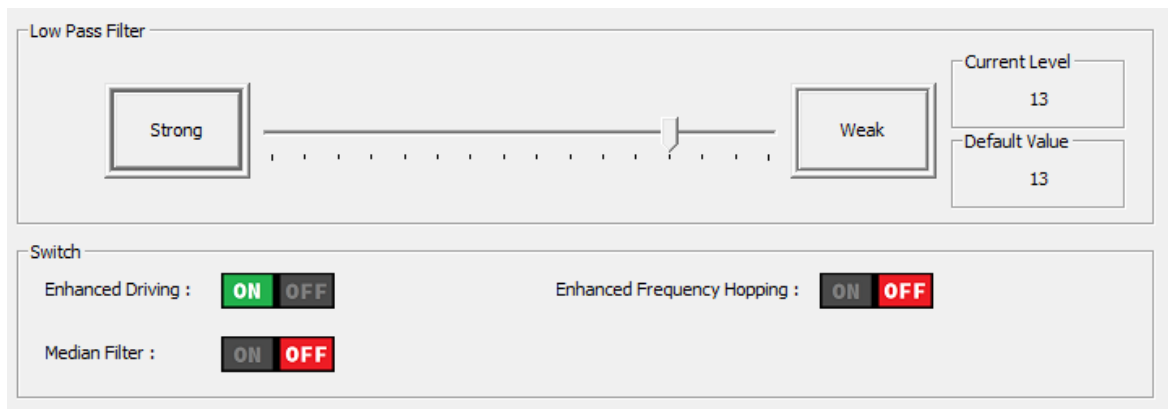 Low Pass Filter
Strong
Weak
Current Level
13
Default Value
13
Switch
Enhanced Driving : ON OFF
Enhanced Frequency Hopping : ON OFF
Median Filter : ON OFF